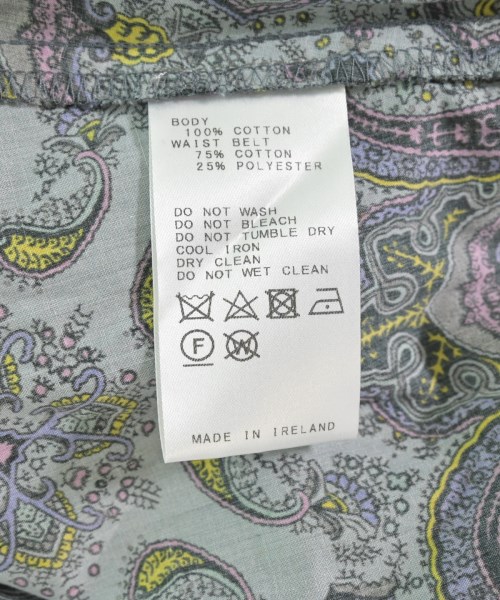 BODY
100% COTTON
WAIST BELT
75% COTTON
25% POLYESTER
DO NOT WASH
DO NOT BLEACH
DO NOT TUMBLE DRY
COOL IRON
DRY CLEAN
DO NOT WET CLEAN
F W
MADE IN IRELAND